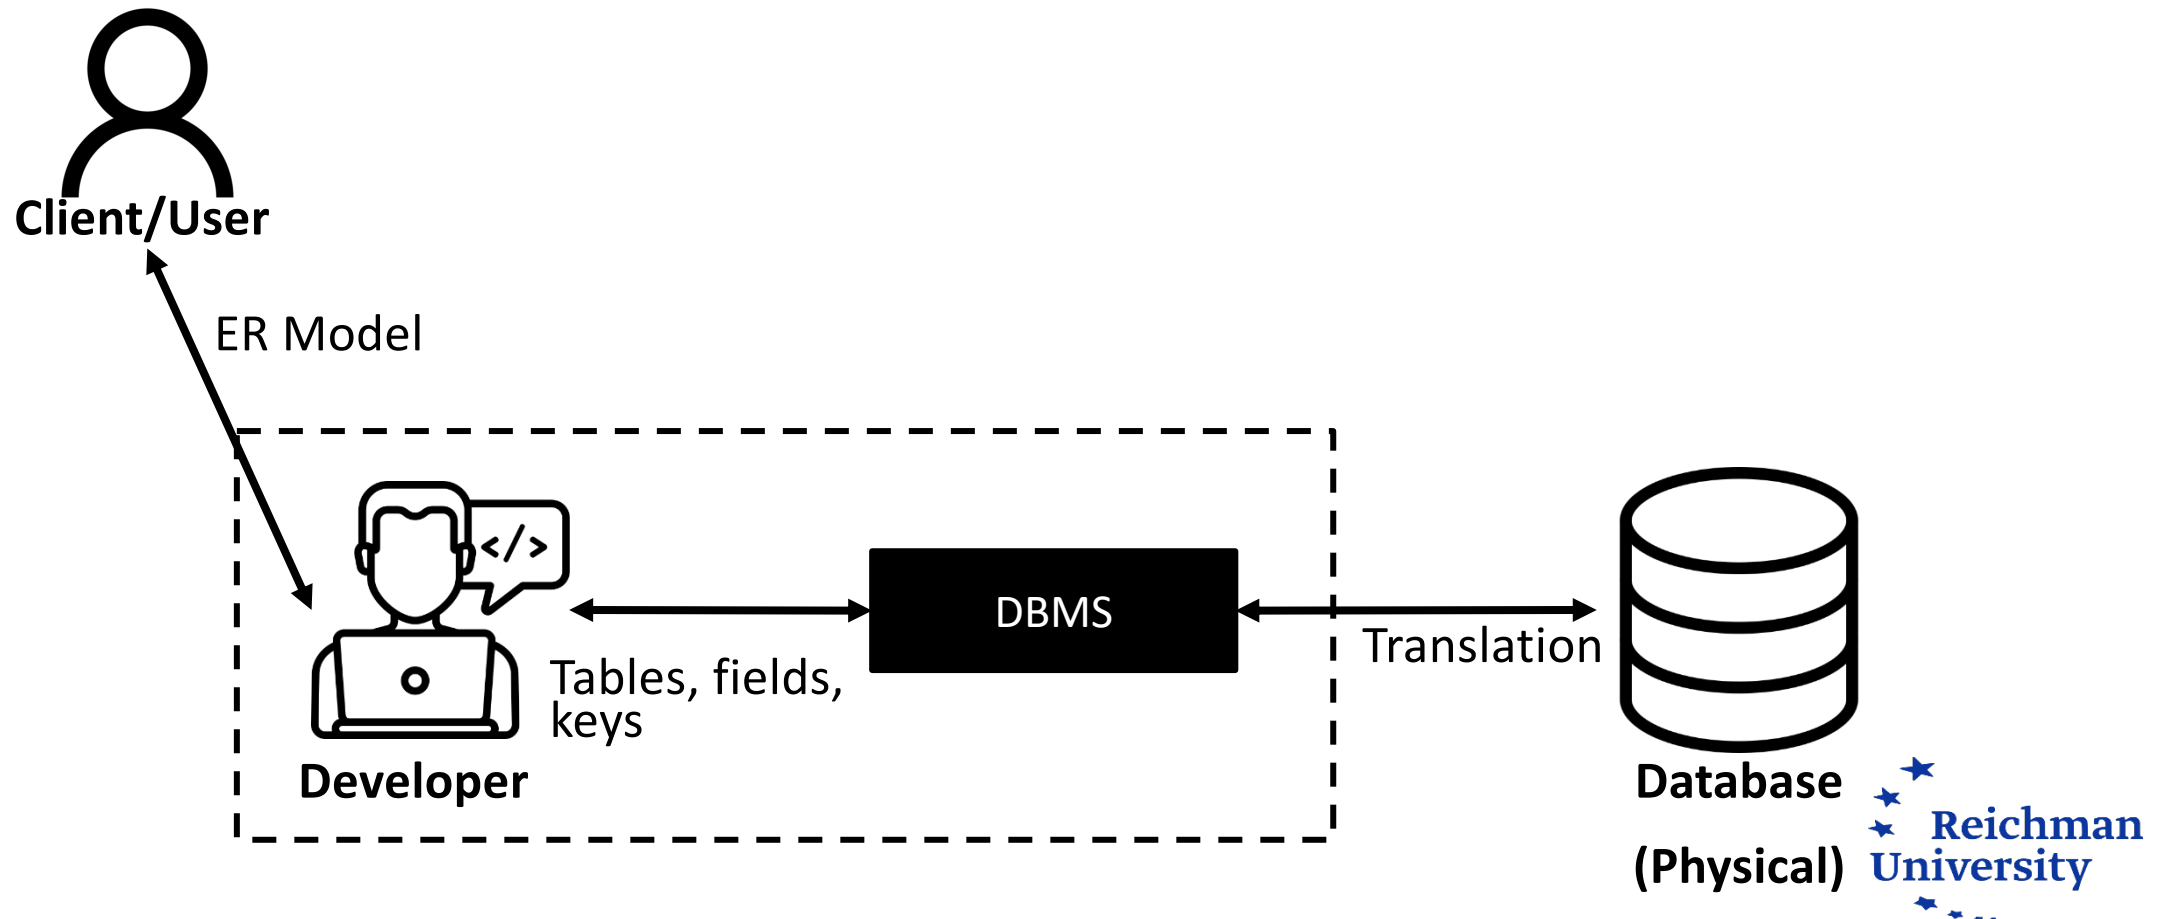 Client/User
ER Model
</>
DBMS
Tables, fields,
keys
Translation
Developer
Database
(Physical)
Reichman
University